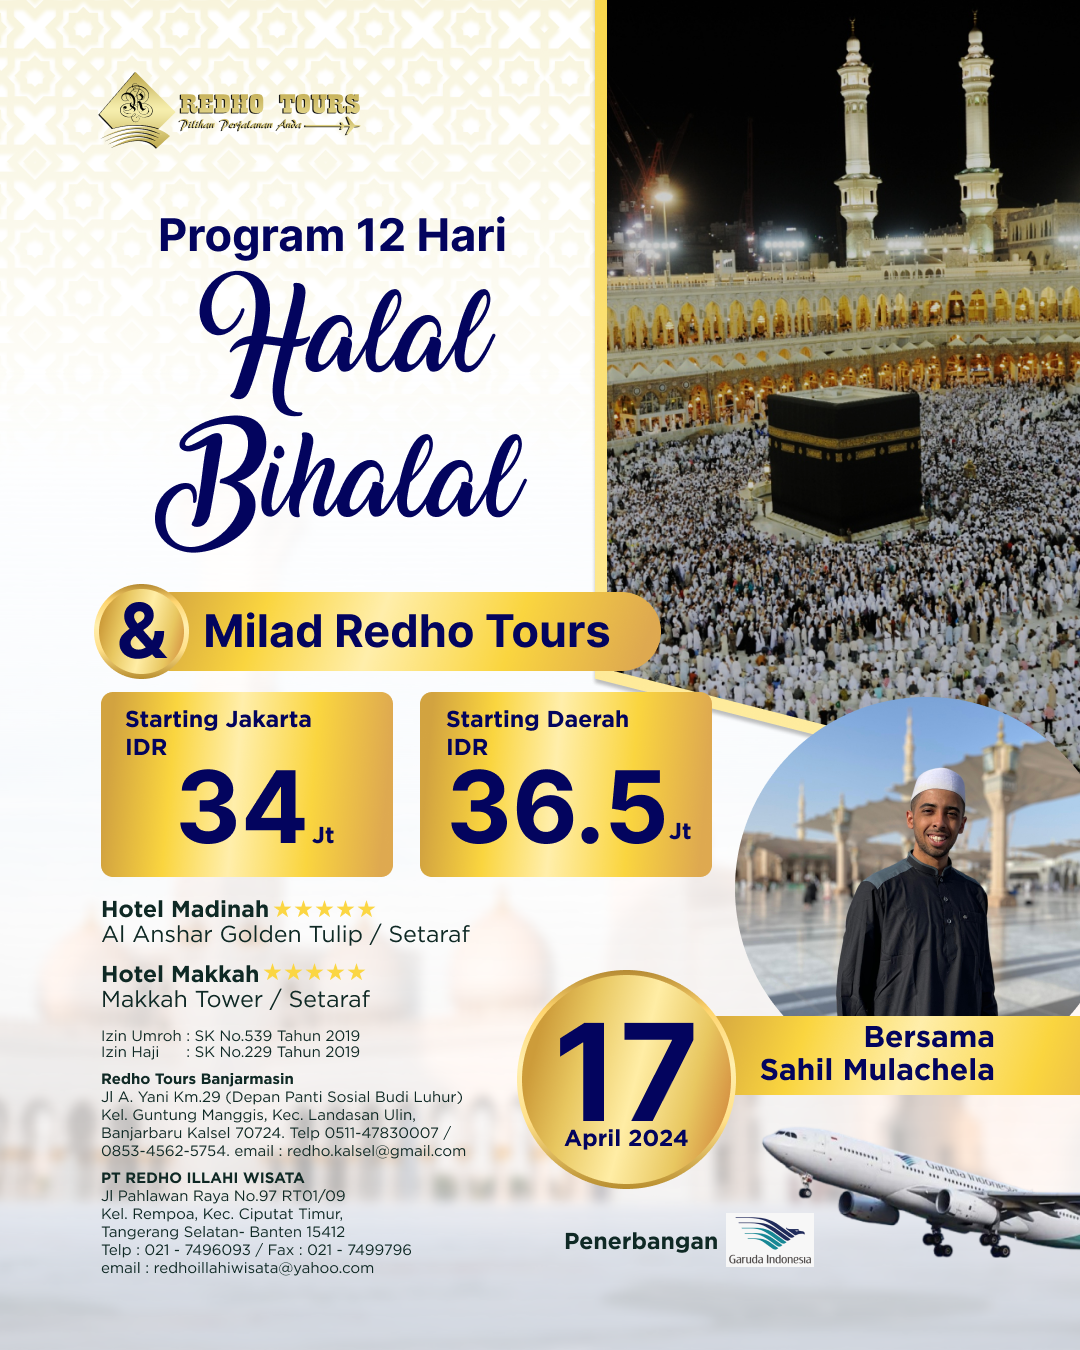 REDHO TOURS
Pilihan Perjalanan Anda
Program 12 Hari
Halal
Bihalal
& Milad Redho Tours
Starting Jakarta
IDR
34 Jt
Starting Daerah
IDR
36.5 Jt
Hotel Madinah
Al Anshar Golden Tulip / Setaraf
Hotel Makkah
Makkah Tower / Setaraf
Izin Umroh : SK No.539 Tahun 2019
Izin Haji : SK No.229 Tahun 2019
Redho Tours Banjarmasin
Jl A. Yani Km.29 (Depan Panti Sosial Budi Luhur)
Kel. Guntung Manggis, Kec. Landasan Ulin,
Banjarbaru Kalsel 70724. Telp 0511-47830007 /
0853-4562-5754. email : redho.kalsel@gmail.com
PT REDHO ILLAHI WISATA
Jl Pahlawan Raya No.97 RT01/09
Kel. Rempoa, Kec. Ciputat Timur,
Tangerang Selatan- Banten 15412
Telp : 021 - 7496093 / Fax : 021 - 7499796
email : redhoillahiwisata@yahoo.com
Bersama
Sahil Mulachela
17
April 2024
Garuda Indonesia
Penerbangan
Garuda Indonesia